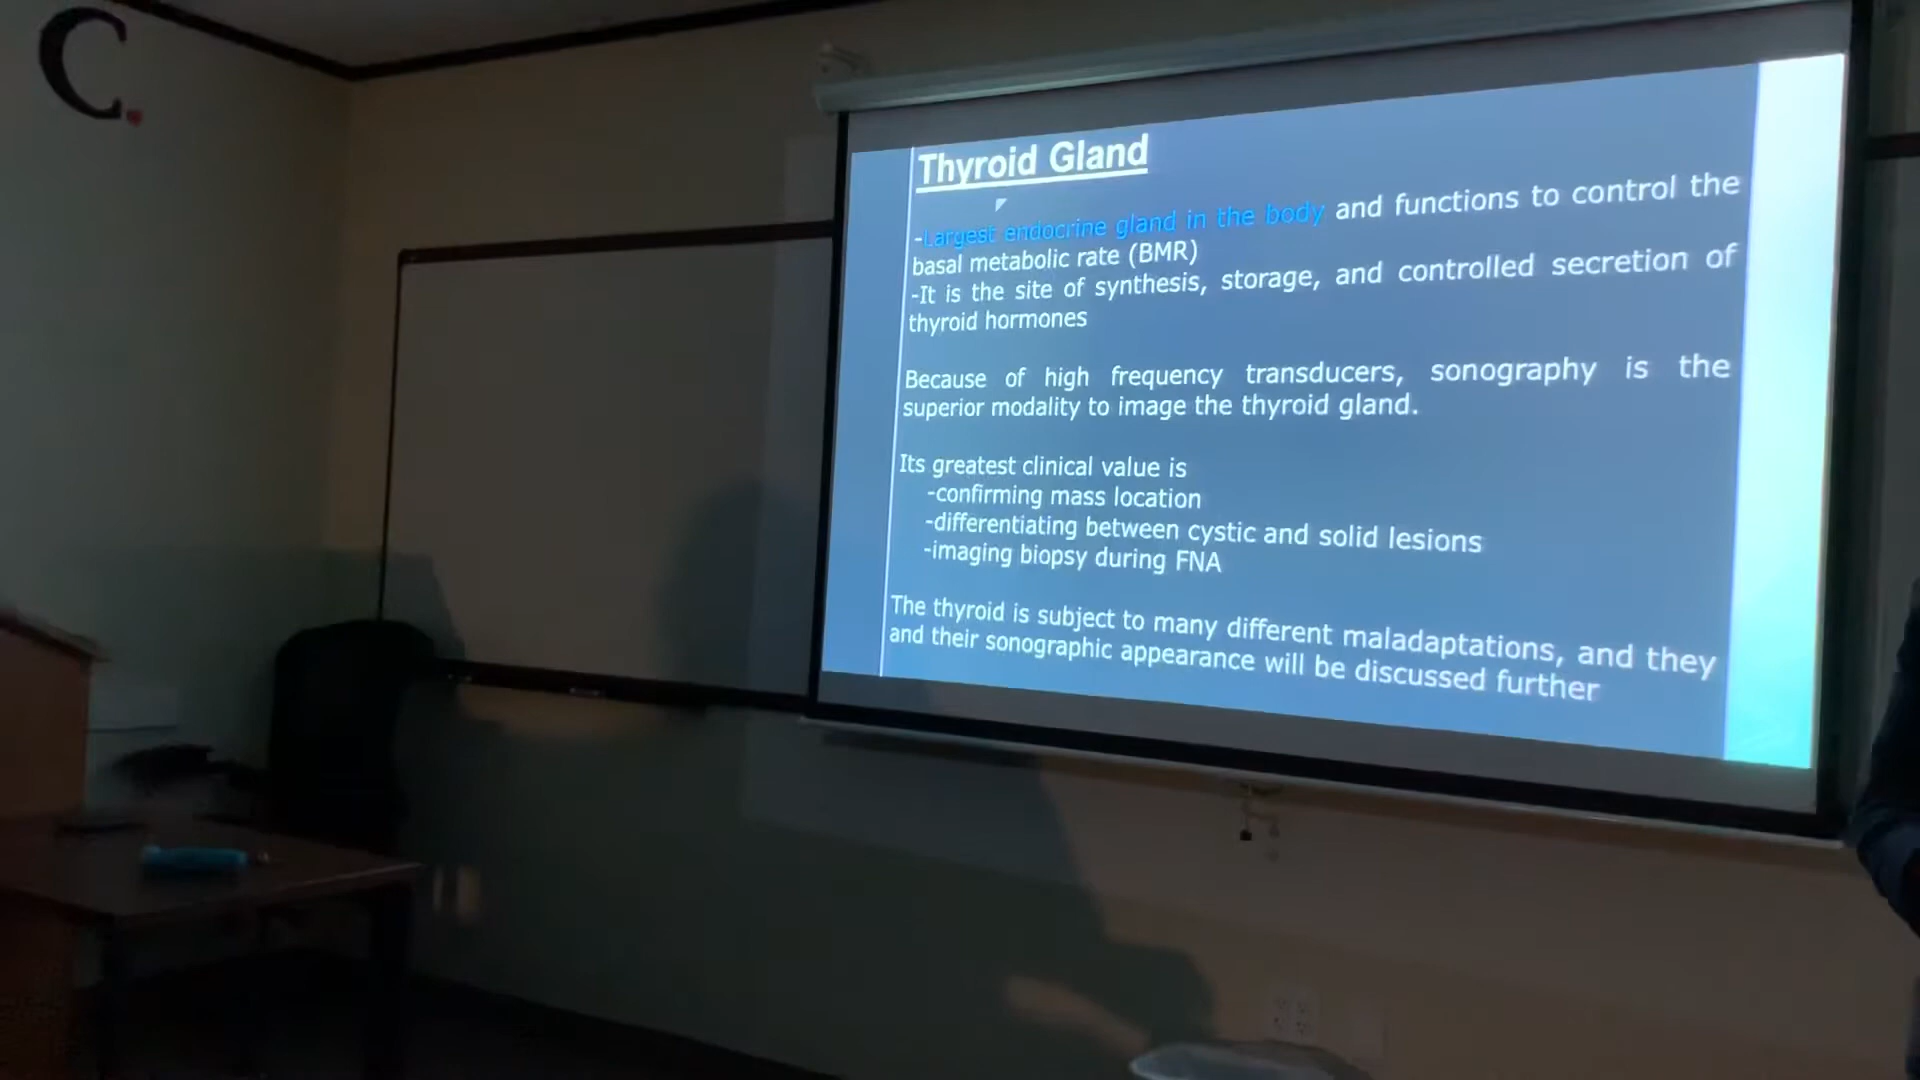 C.
Thyroid Gland
-Largest endocrine gland in the body and functions to control the
basal metabolic rate (BMR)
-It is the site of synthesis, storage, and controlled secretion of
thyroid hormones
Because of high frequency transducers, sonography is the
superior modality to image the thyroid gland.
Its greatest clinical value is
-confirming mass location
-differentiating between cystic and solid lesions
-imaging biopsy during FNA
The thyroid is subject to many different maladaptations, and they
and their sonographic appearance will be discussed further